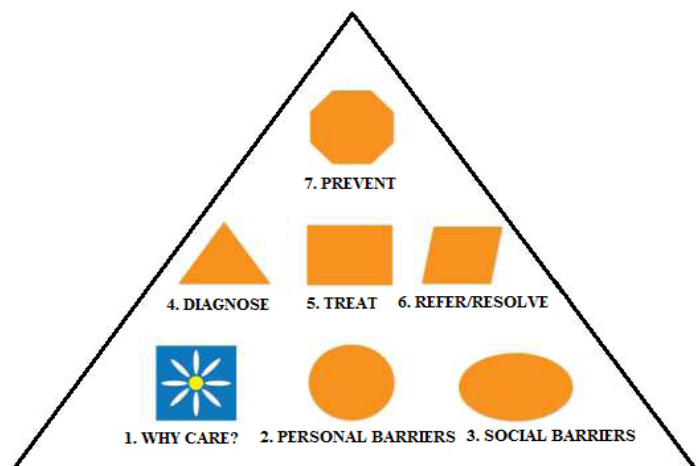 7. PREVENT
4. DIAGNOSE 5. TREAT 6. REFER/RESOLVE
1. WHY CARE? 2. PERSONAL BARRIERS 3. SOCIAL BARRIERS